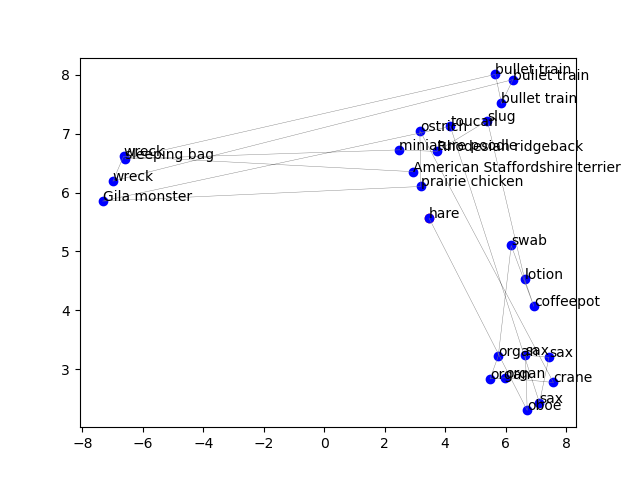 bullet train
bullet train
bullet train
slug
toucan
ostrich
miniature poodle
Rhodesian ridgeback
wreck
sleeping bag
American Staffordshire terrier
prairie chicken
wreck
Gila monster
hare
swab
lotion
coffeepot
organ
sax
sax
organ
organ
crane
sax
oboe
8
7
6
5
4
3
−8
−6
−4
−2
0
2
4
6
8